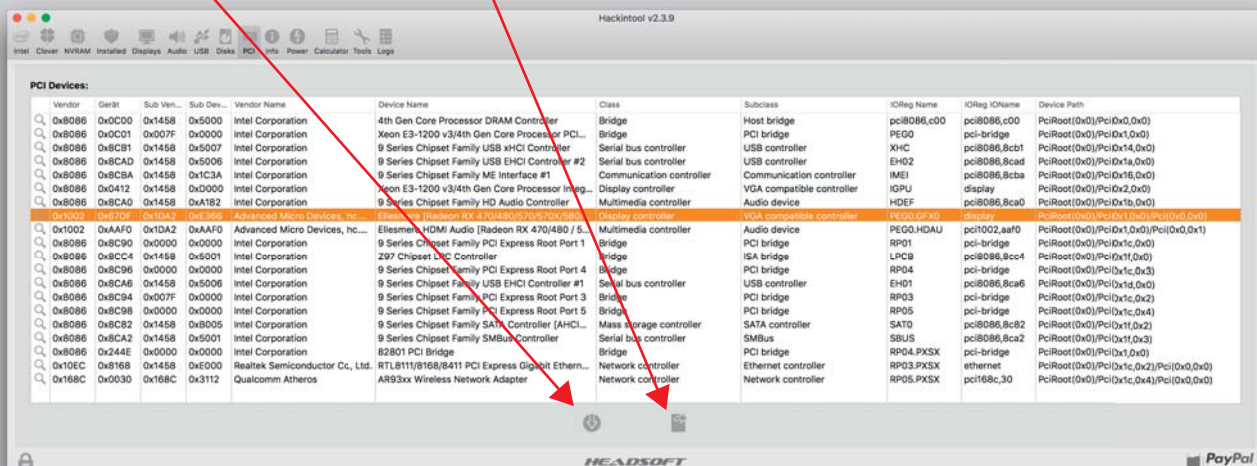 Hackintool v2.3.9
Intel Clover NVRAM Installed Displays Audio USB Disks PCI Info Power Calculator Tools Logs
PCI Devices:
Vendor Gerät Sub Ven... Sub Dev... Vendor Name Device Name Class Subclass IOReg Name IOReg IOName Device Path
0x8086 0x0C00 0x1458 0x5000 Intel Corporation 4th Gen Core Processor DRAM Controller Bridge Host bridge pci8086,c00 pci8086,c00 PciRoot(0x0)/Pci(0x0,0x0)
0x8086 0x0C01 0x007F 0x0000 Intel Corporation Xeon E3-1200 v3/4th Gen Core Processor PCI... Bridge PCI bridge PEG0 pci-bridge PciRoot(0x0)/Pci(0x1,0x0)
0x8086 0x8CB1 0x1458 0x5007 Intel Corporation 9 Series Chipset Family USB xHCI Controller Serial bus controller USB controller XHC pci8086,8cb1 PciRoot(0x0)/Pci(0x14,0x0)
0x8086 0x8CAD 0x1458 0x5006 Intel Corporation 9 Series Chipset Family USB EHCI Controller #2 Serial bus controller USB controller EH02 pci8086,8cad PciRoot(0x0)/Pci(0x1a,0x0)
0x8086 0x8CBA 0x1458 0x1C3A Intel Corporation 9 Series Chipset Family ME Interface #1 Communication controller Communication controller IMEI pci8086,8cba PciRoot(0x0)/Pci(0x16,0x0)
0x8086 0x0412 0x1458 0xD000 Intel Corporation Xeon E3-1200 v3/4th Gen Core Processor Integ... Display controller VGA compatible controller IGPU display PciRoot(0x0)/Pci(0x2,0x0)
0x8086 0x8CA0 0x1458 0xA182 Intel Corporation 9 Series Chipset Family HD Audio Controller Multimedia controller Audio device HDEF pci8086,8ca0 PciRoot(0x0)/Pci(0x1b,0x0)
0x1002 0x67DF 0x1DA2 0xE366 Advanced Micro Devices, Inc.... Ellesmere [Radeon RX 470/480/570/570X/580... Display controller VGA compatible controller PEG0.GFX0 display PciRoot(0x0)/Pci(0x1,0x0)/Pci(0x0,0x0)
0x1002 0xAAF0 0x1DA2 0xAAF0 Advanced Micro Devices, Inc.... Ellesmere HDMI Audio [Radeon RX 470/480 / 5... Multimedia controller Audio device PEG0.HDAU pci1002,aaf0 PciRoot(0x0)/Pci(0x1,0x0)/Pci(0x0,0x1)
0x8086 0x8C90 0x0000 0x0000 Intel Corporation 9 Series Chipset Family PCI Express Root Port 1 Bridge PCI bridge RP01 pci-bridge PciRoot(0x0)/Pci(0x1c,0x0)
0x8086 0x8CC4 0x1458 0x5001 Intel Corporation Z97 Chipset LPC Controller Bridge ISA bridge LPCB pci8086,8cc4 PciRoot(0x0)/Pci(0x1f,0x0)
0x8086 0x8C96 0x0000 0x0000 Intel Corporation 9 Series Chipset Family PCI Express Root Port 4 Bridge PCI bridge RP04 pci-bridge PciRoot(0x0)/Pci(0x1c,0x3)
0x8086 0x8CA6 0x1458 0x5006 Intel Corporation 9 Series Chipset Family USB EHCI Controller #1 Serial bus controller USB controller EH01 pci8086,8ca6 PciRoot(0x0)/Pci(0x1d,0x0)
0x8086 0x8C94 0x007F 0x0000 Intel Corporation 9 Series Chipset Family PCI Express Root Port 3 Bridge PCI bridge RP03 pci-bridge PciRoot(0x0)/Pci(0x1c,0x2)
0x8086 0x8C98 0x0000 0x0000 Intel Corporation 9 Series Chipset Family PCI Express Root Port 5 Bridge PCI bridge RP05 pci-bridge PciRoot(0x0)/Pci(0x1c,0x4)
0x8086 0x8C82 0x1458 0xB005 Intel Corporation 9 Series Chipset Family SATA Controller [AHCI... Mass storage controller SATA controller SAT0 pci8086,8c82 PciRoot(0x0)/Pci(0x1f,0x2)
0x8086 0x8CA2 0x1458 0x5001 Intel Corporation 9 Series Chipset Family SMBus Controller Serial bus controller SMBus SBUS pci8086,8ca2 PciRoot(0x0)/Pci(0x1f,0x3)
0x8086 0x244E 0x0000 0x0000 Intel Corporation 82801 PCI Bridge Bridge PCI bridge RP04.PXSX pci-bridge PciRoot(0x0)/Pci(0x1,0x0)
0x10EC 0x8168 0x1458 0xE000 Realtek Semiconductor Co., Ltd. RTL8111/8168/8411 PCI Express Gigabit Ethern... Network controller Ethernet controller RP03.PXSX ethernet PciRoot(0x0)/Pci(0x1c,0x2)/Pci(0x0,0x0)
0x168C 0x0030 0x168C 0x3112 Qualcomm Atheros AR93xx Wireless Network Adapter Network controller Network controller RP05.PXSX pci168c,30 PciRoot(0x0)/Pci(0x1c,0x4)/Pci(0x0,0x0)
HEADSOFT
PayPal